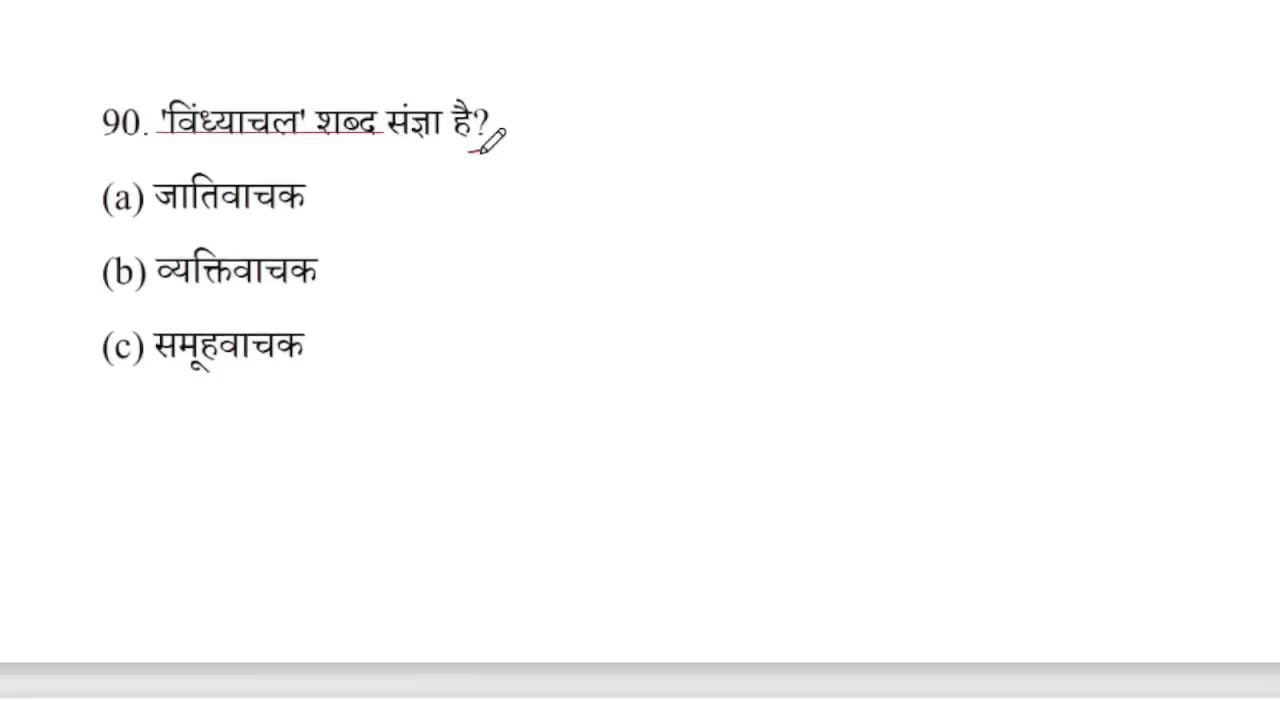 90. 'विंध्याचल' शब्द संज्ञा है?
(a) जातिवाचक
(b) व्यक्तिवाचक
(c) समूहवाचक